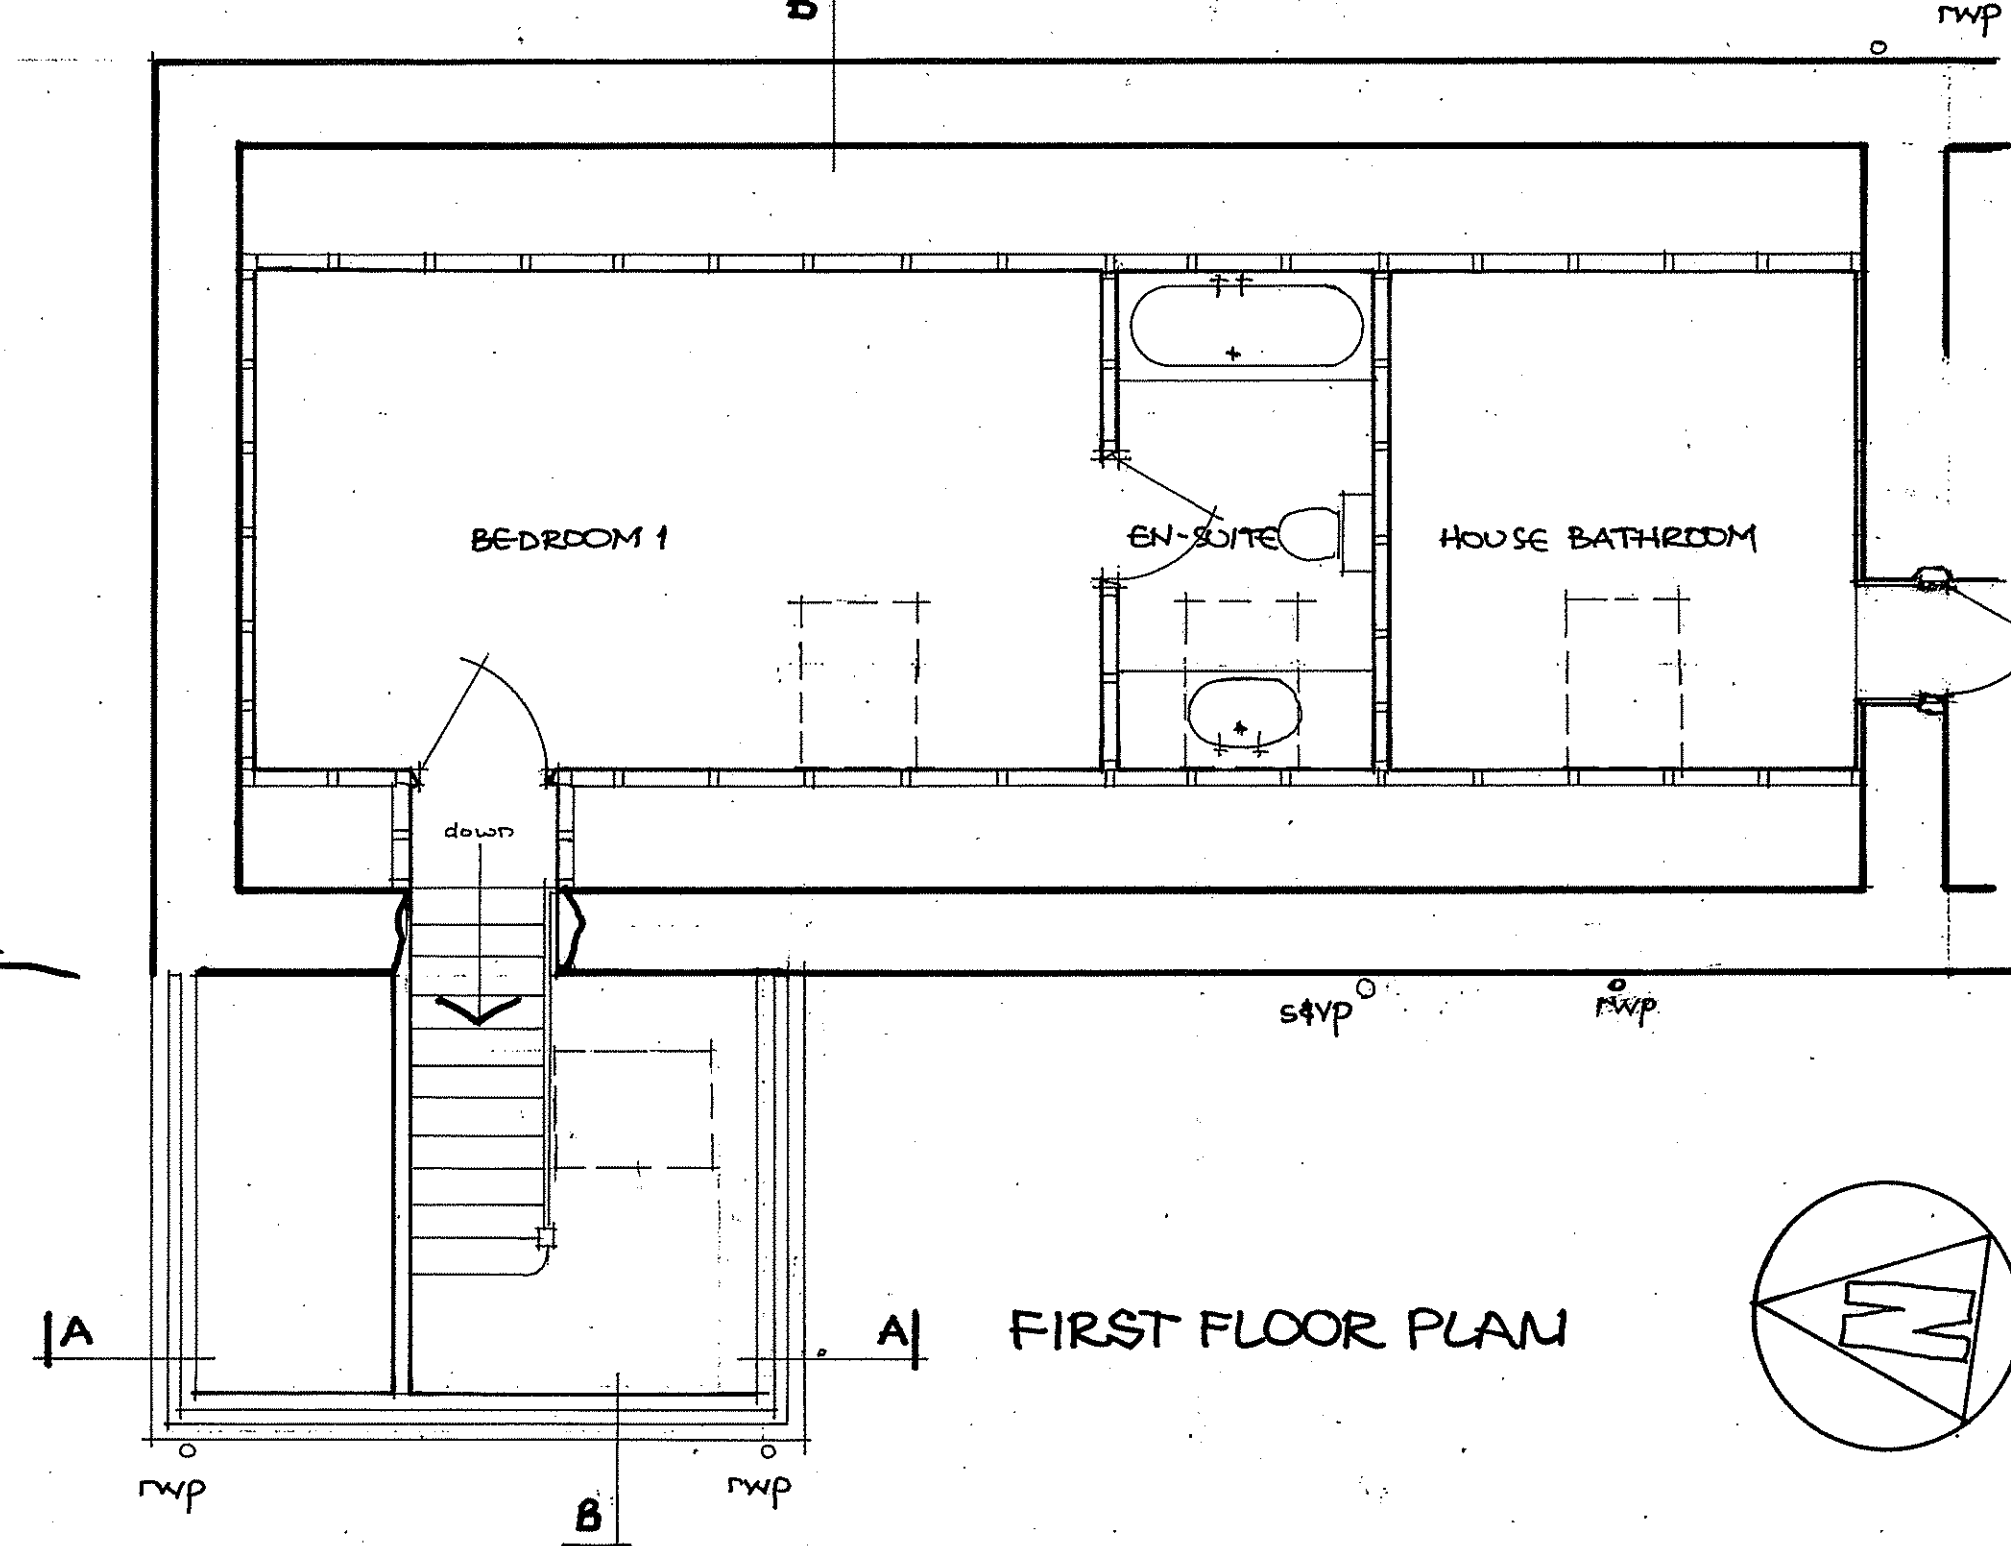 B
rwp
BEDROOM 1
EN-SUITE
HOUSE BATHROOM
down
s&vp
rwp
A
A
FIRST FLOOR PLAN
N
rwp
rwp
B